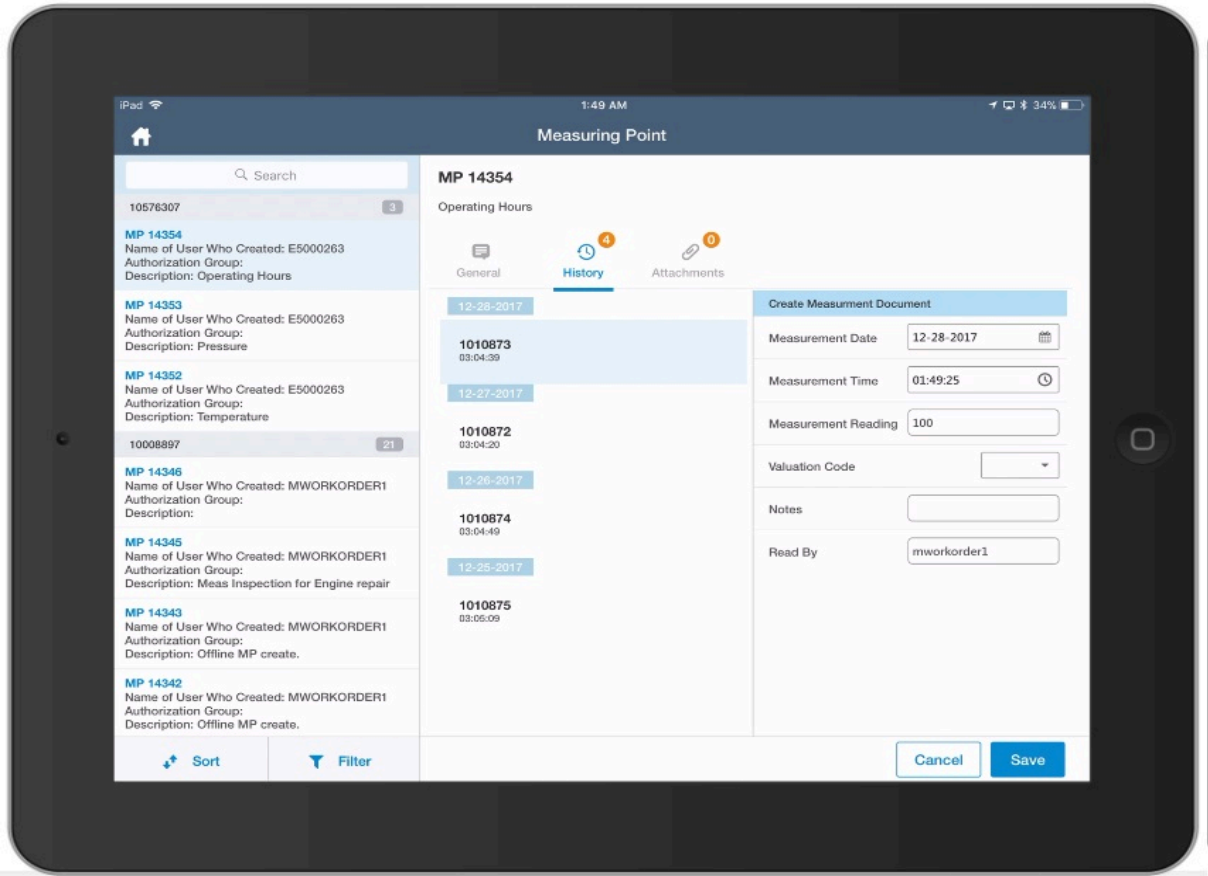 iPad
1:49 AM
34%
Measuring Point
Search
10576307
3
MP 14354
Name of User Who Created: E5000263
Authorization Group:
Description: Operating Hours
MP 14353
Name of User Who Created: E5000263
Authorization Group:
Description: Pressure
MP 14352
Name of User Who Created: E5000263
Authorization Group:
Description: Temperature
10008897
21
MP 14346
Name of User Who Created: MWORKORDER1
Authorization Group:
Description:
MP 14345
Name of User Who Created: MWORKORDER1
Authorization Group:
Description: Meas Inspection for Engine repair
MP 14343
Name of User Who Created: MWORKORDER1
Authorization Group:
Description: Offline MP create.
MP 14342
Name of User Who Created: MWORKORDER1
Authorization Group:
Description: Offline MP create.
Sort
Filter
MP 14354
Operating Hours
General
4
History
0
Attachments
12-28-2017
1010873
03:04:39
12-27-2017
1010872
03:04:20
12-26-2017
1010874
03:04:49
12-25-2017
1010875
03:05:09
Create Measurment Document
Measurement Date 12-28-2017
Measurement Time 01:49:25
Measurement Reading 100
Valuation Code
Notes
Read By mworkorder1
Cancel
Save